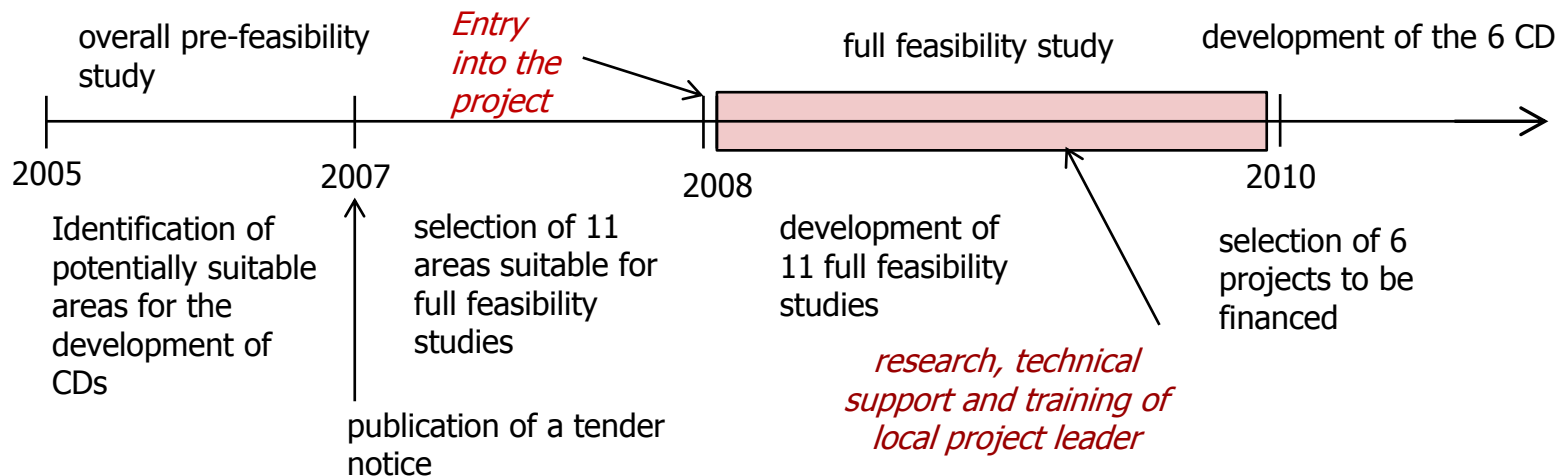 overall pre-feasibility
study
Entry
into the
project
full feasibility study
development of the 6 CD
2005
2007
2008
2010
Identification of
potentially suitable
areas for the
development of
CDs
selection of 11
areas suitable for
full feasibility
studies
development of
11 full feasibility
studies
selection of 6
projects to be
financed
publication of a tender
notice
research, technical
support and training of
local project leader